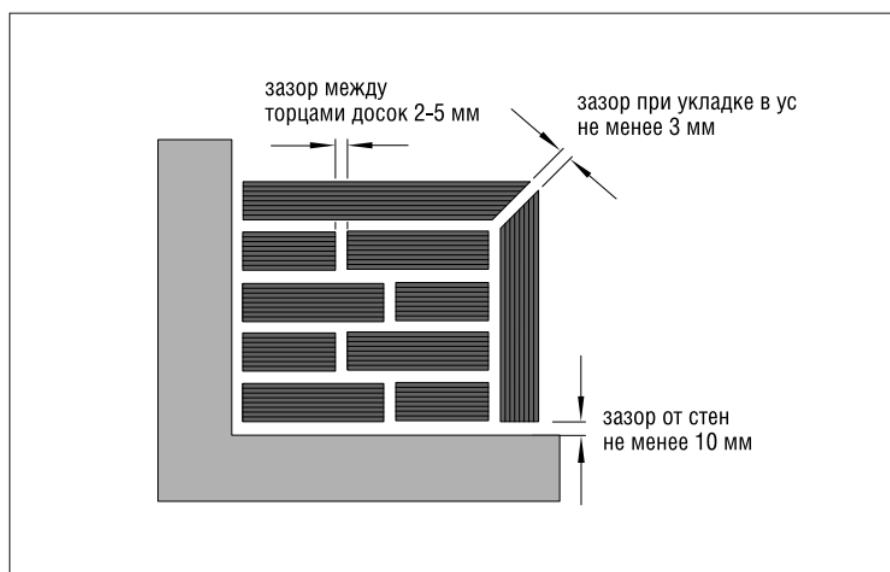 зазор между
торцами досок 2-5 мм
зазор при укладке в ус
не менее 3 мм
зазор от стен
не менее 10 мм